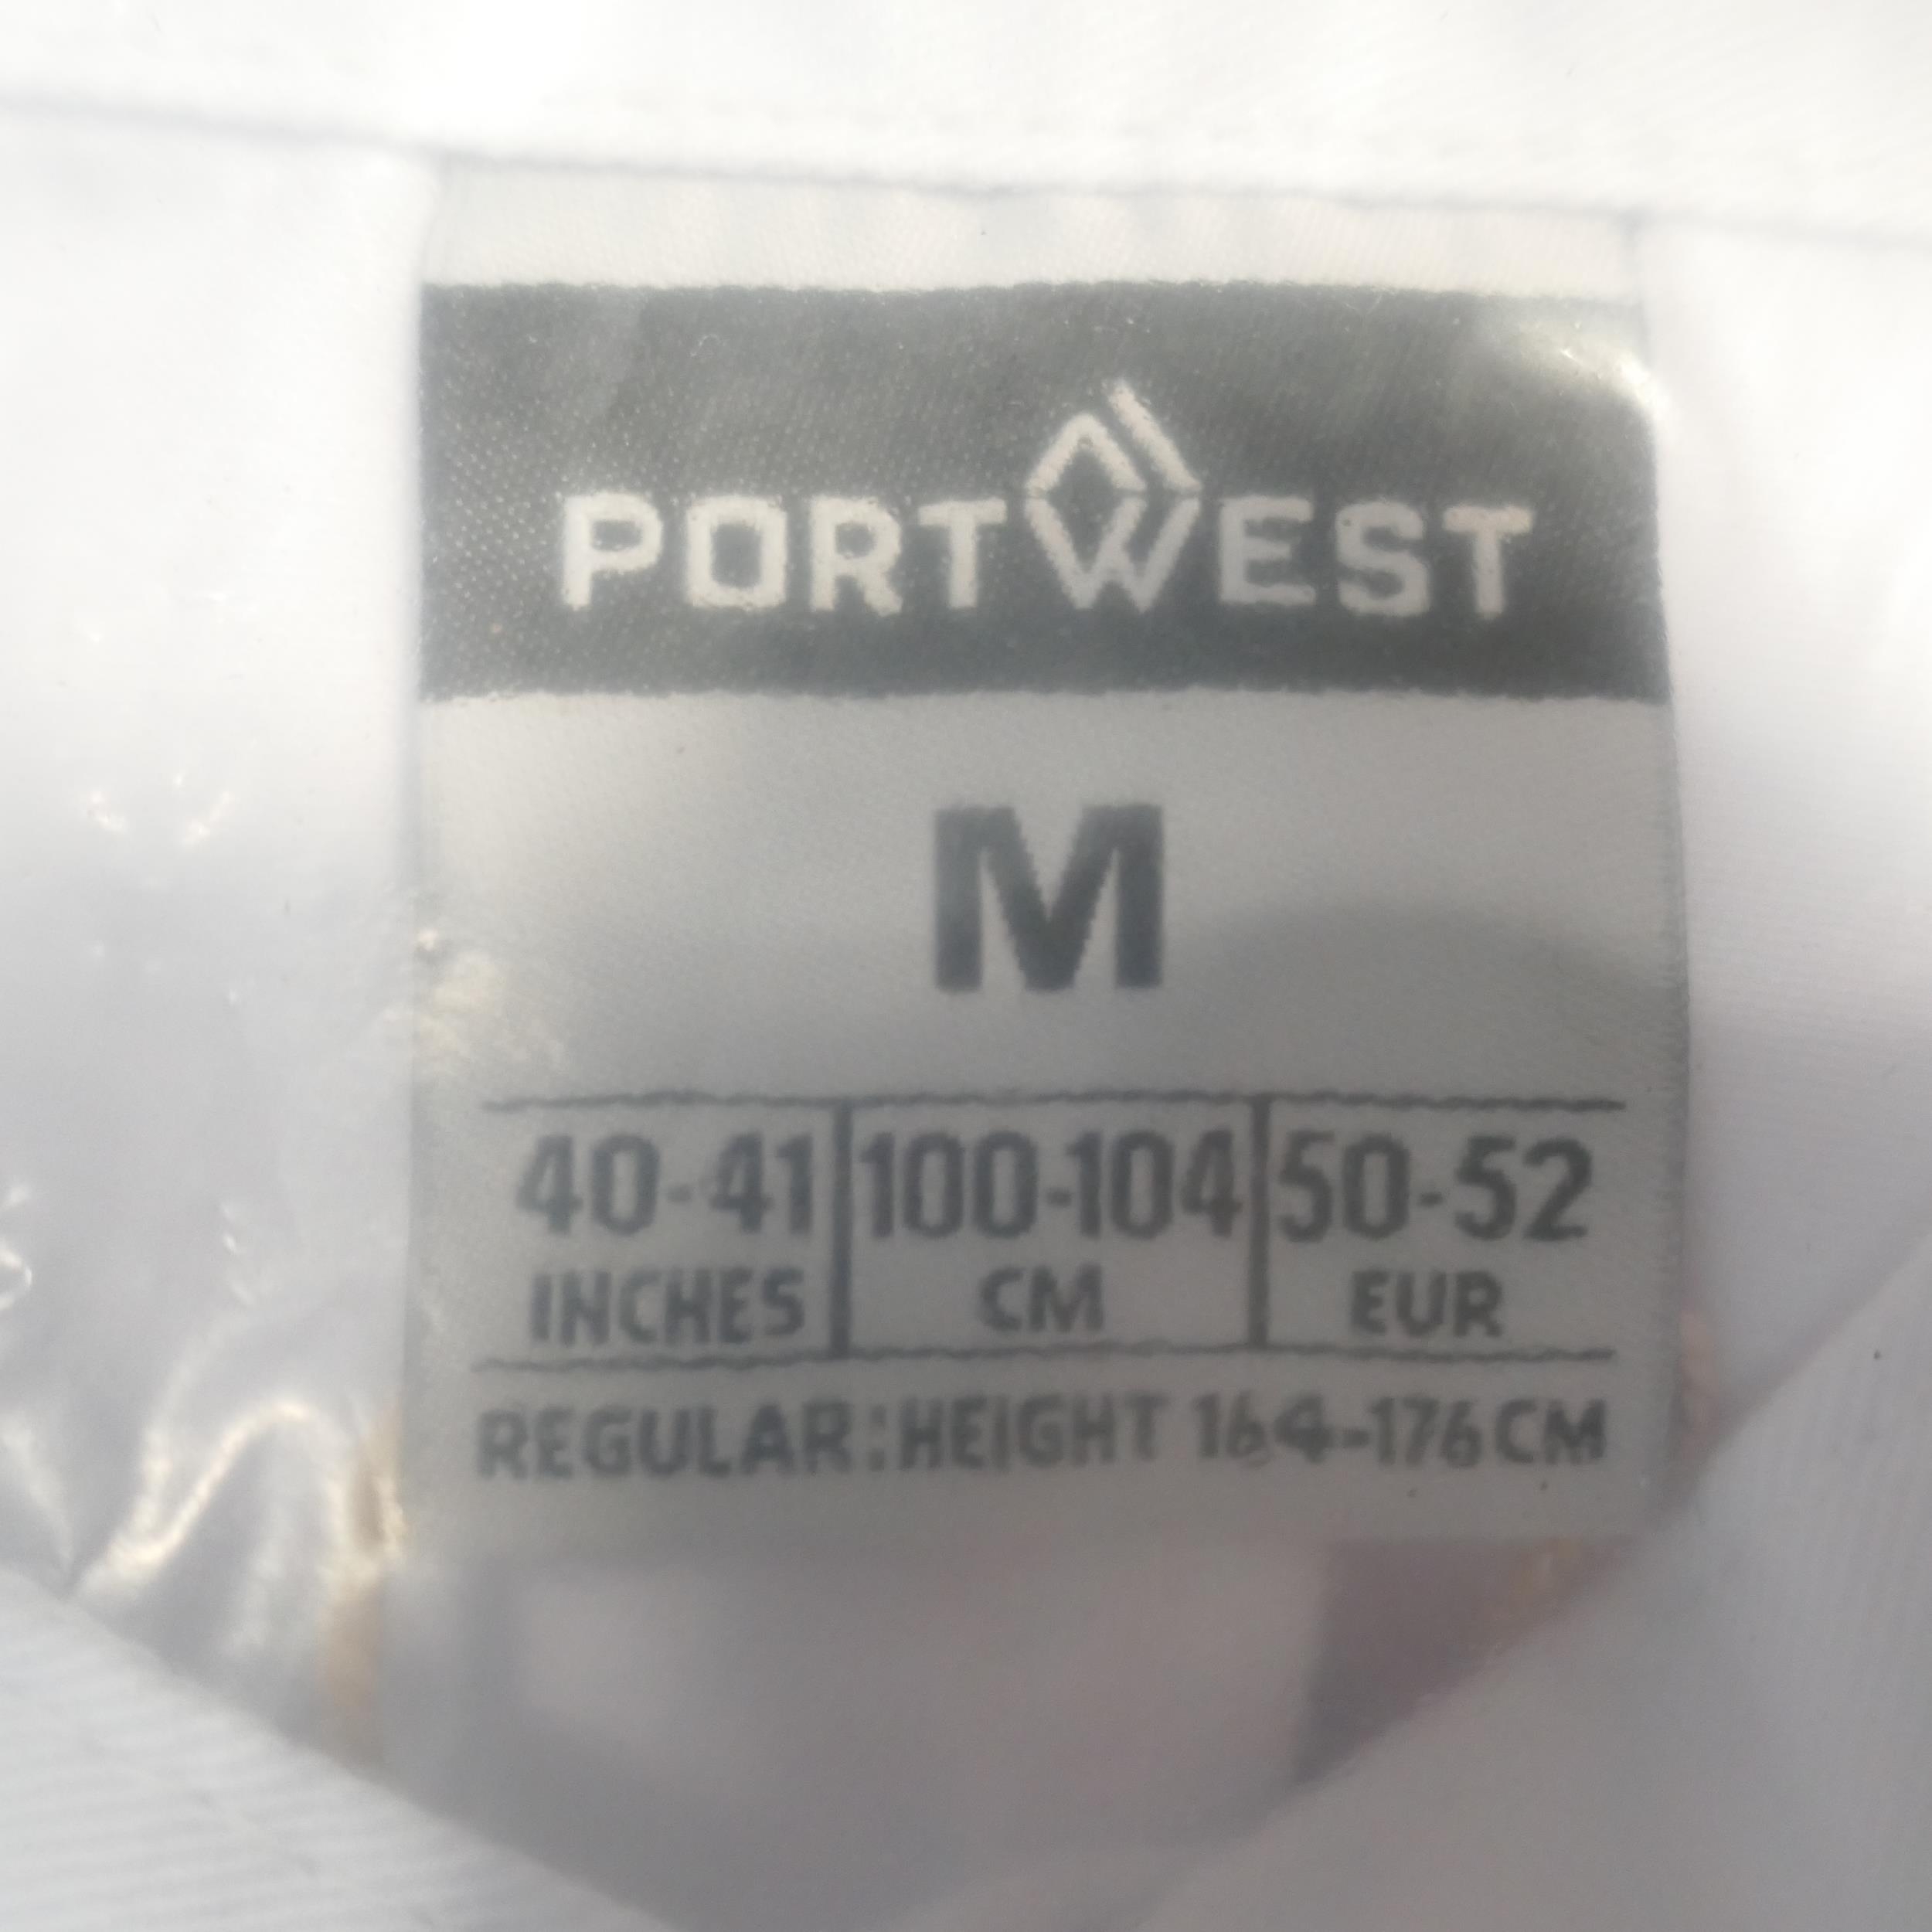 PORTWEST
M
40-41 100-104 50-52
INCHES CM EUR
REGULAR:HEIGHT 164-176CM